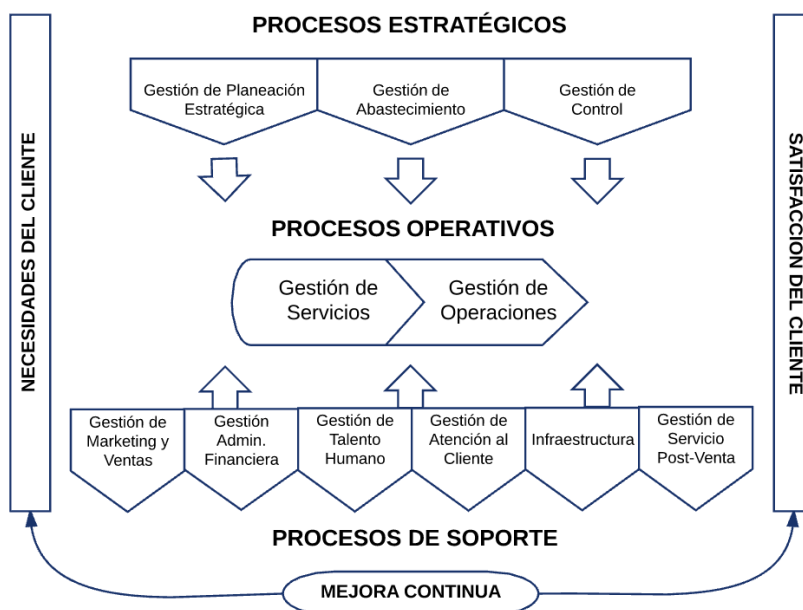 PROCESOS ESTRATÉGICOS
Gestión de Planeación
Estratégica
Gestión de
Abastecimiento
Gestión de
Control
NECESIDADES DEL CLIENTE
SATISFACCION DEL CLIENTE
PROCESOS OPERATIVOS
Gestión de
Servicios
Gestión de
Operaciones
Gestión de
Marketing y
Ventas
Gestión
Admin.
Financiera
Gestión de
Talento
Humano
Gestión de
Atención al
Cliente
Infraestructura
Gestión de
Servicio
Post-Venta
PROCESOS DE SOPORTE
MEJORA CONTINUA